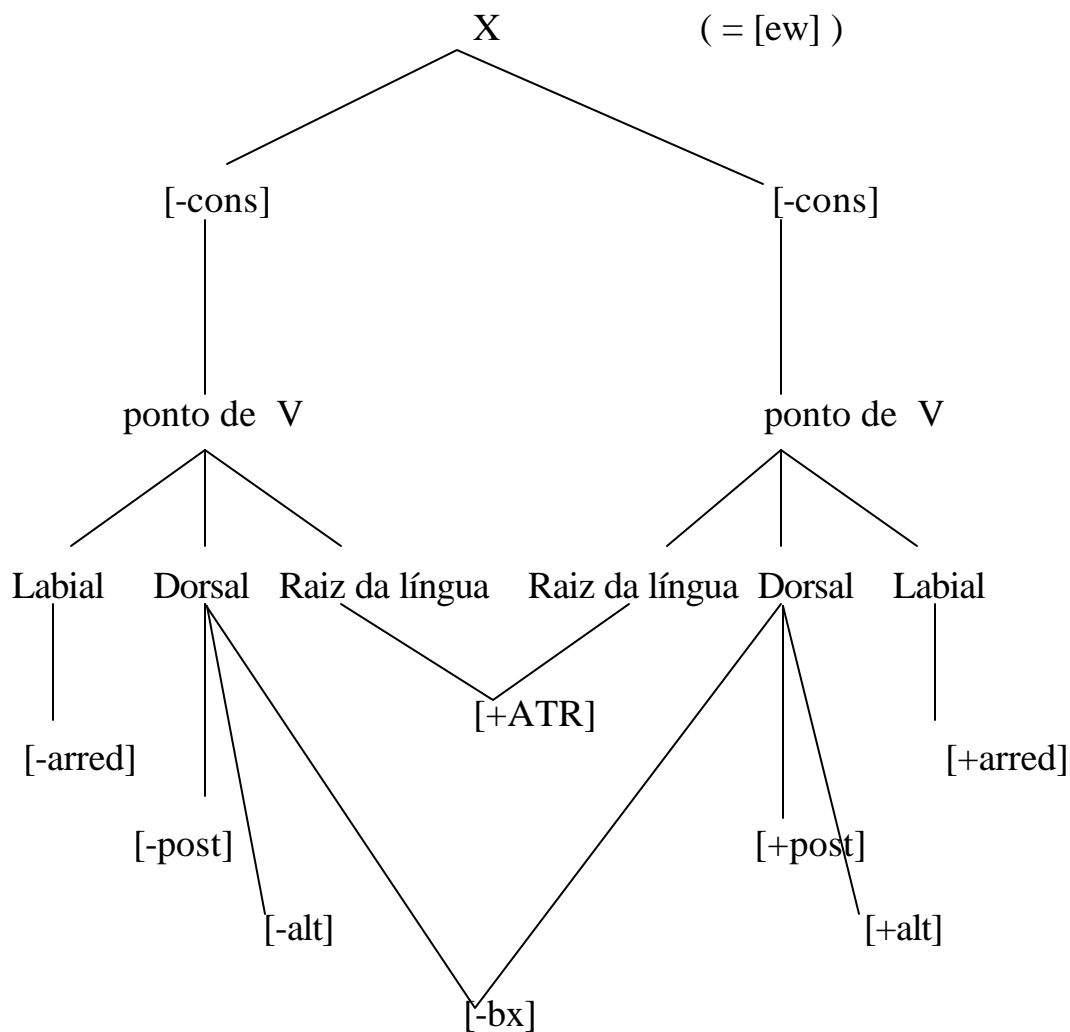 X ( = [ew] )
[-cons] [-cons]
ponto de V ponto de V
Labial Dorsal Raiz da língua Raiz da língua Dorsal Labial
[+ATR]
[-arred] [+arred]
[-post] [+post]
[-alt] [+alt]
[-bx]